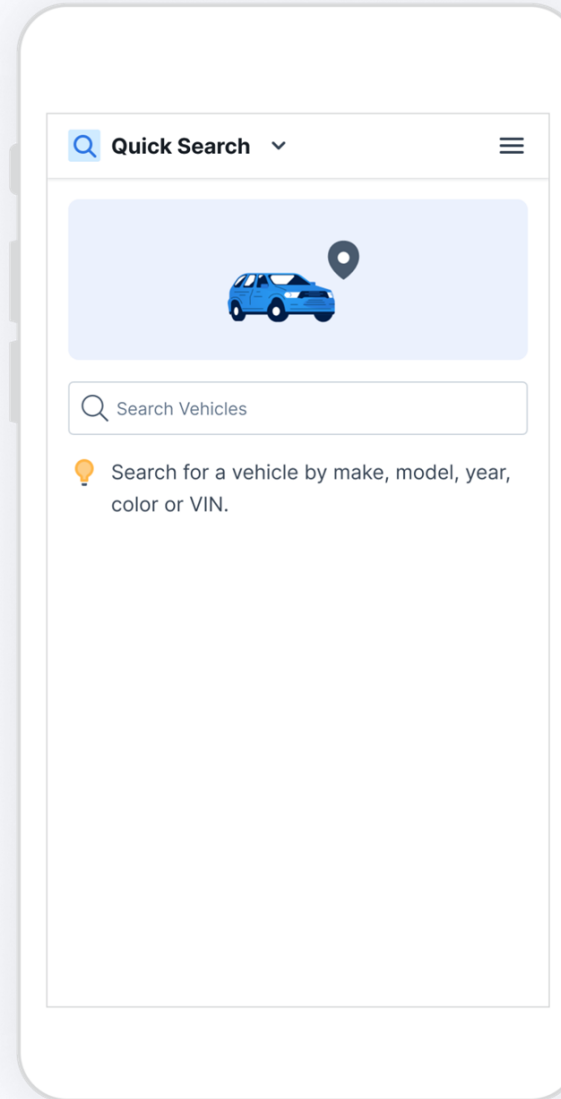 Quick Search
Search Vehicles
Search for a vehicle by make, model, year,
color or VIN.